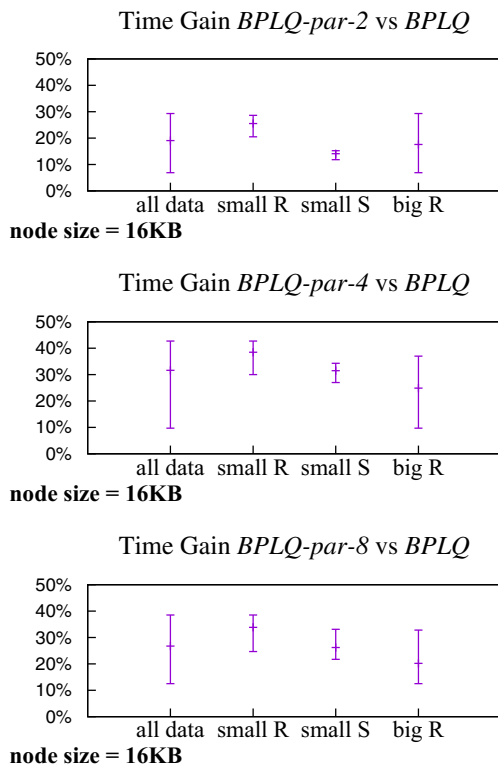 Time Gain BPLQ-par-2 vs BPLQ
50%
40%
30%
20%
10%
0%
all data small R small S big R
node size = 16KB
Time Gain BPLQ-par-4 vs BPLQ
50%
40%
30%
20%
10%
0%
all data small R small S big R
node size = 16KB
Time Gain BPLQ-par-8 vs BPLQ
50%
40%
30%
20%
10%
0%
all data small R small S big R
node size = 16KB